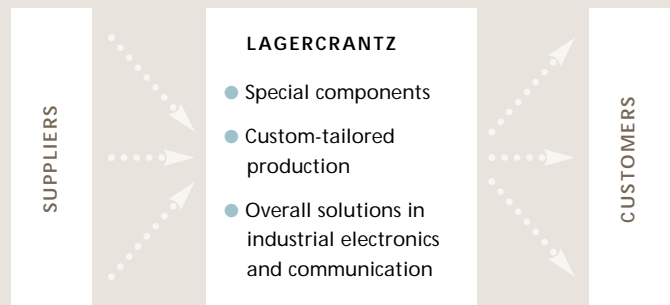 SUPPLIERS
LAGERCRANTZ
Special components
Custom-tailored
production
Overall solutions in
industrial electronics
and communication
CUSTOMERS